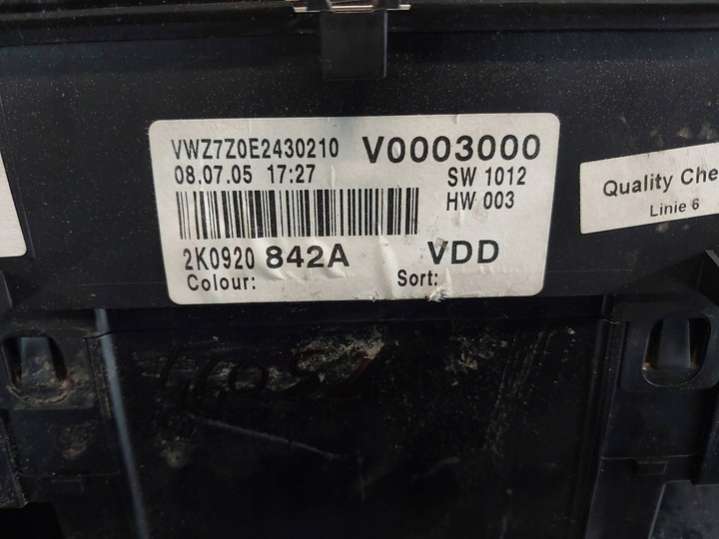 VWZ7Z0E2430210 V0003000
08.07.05 17:27 SW 1012
HW 003
2K0920 842A VDD
Colour: Sort:
Quality Che
Linie 6